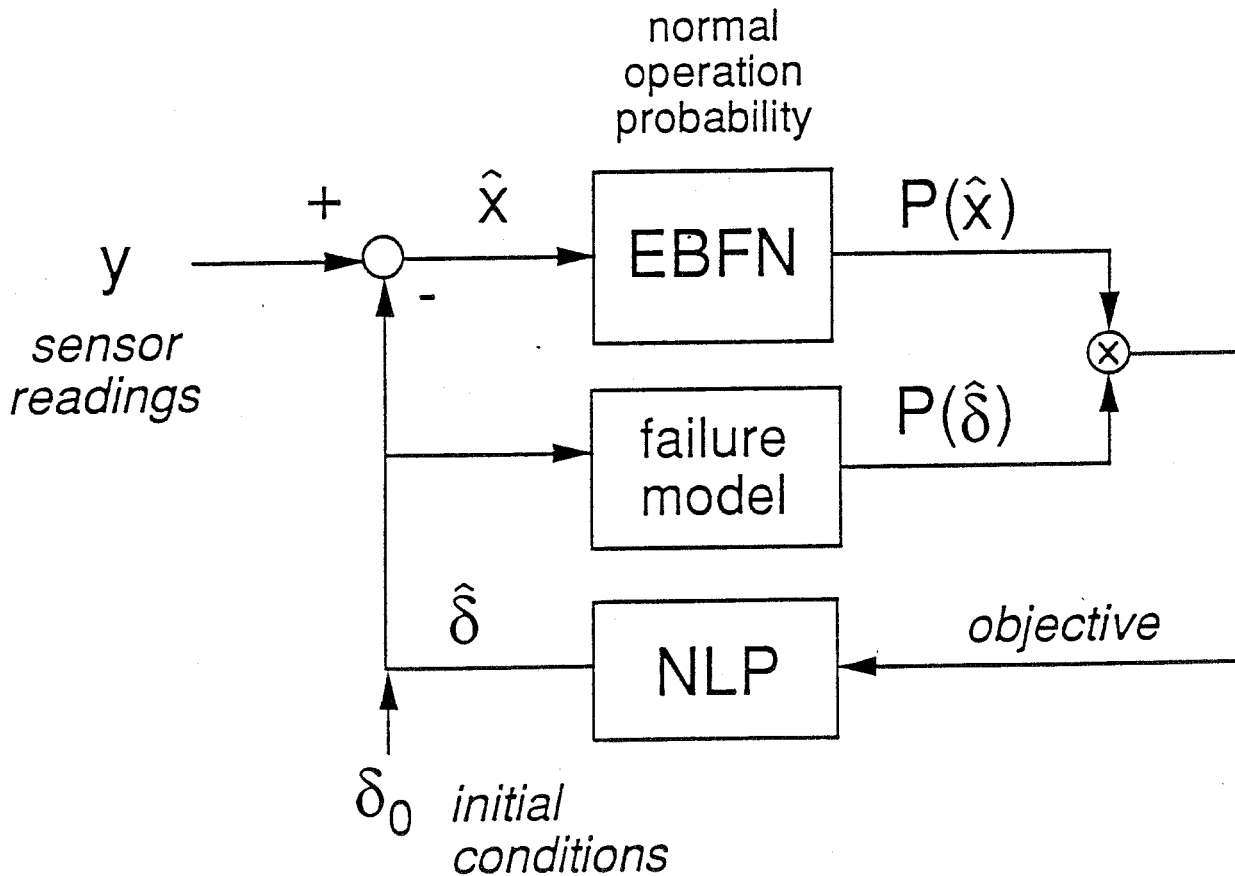 normal
operation
probability
+
x̂
P(x̂)
y
EBFN
-
×
sensor
readings
failure
model
P(δ̂)
δ̂
NLP
objective
δ₀
initial
conditions